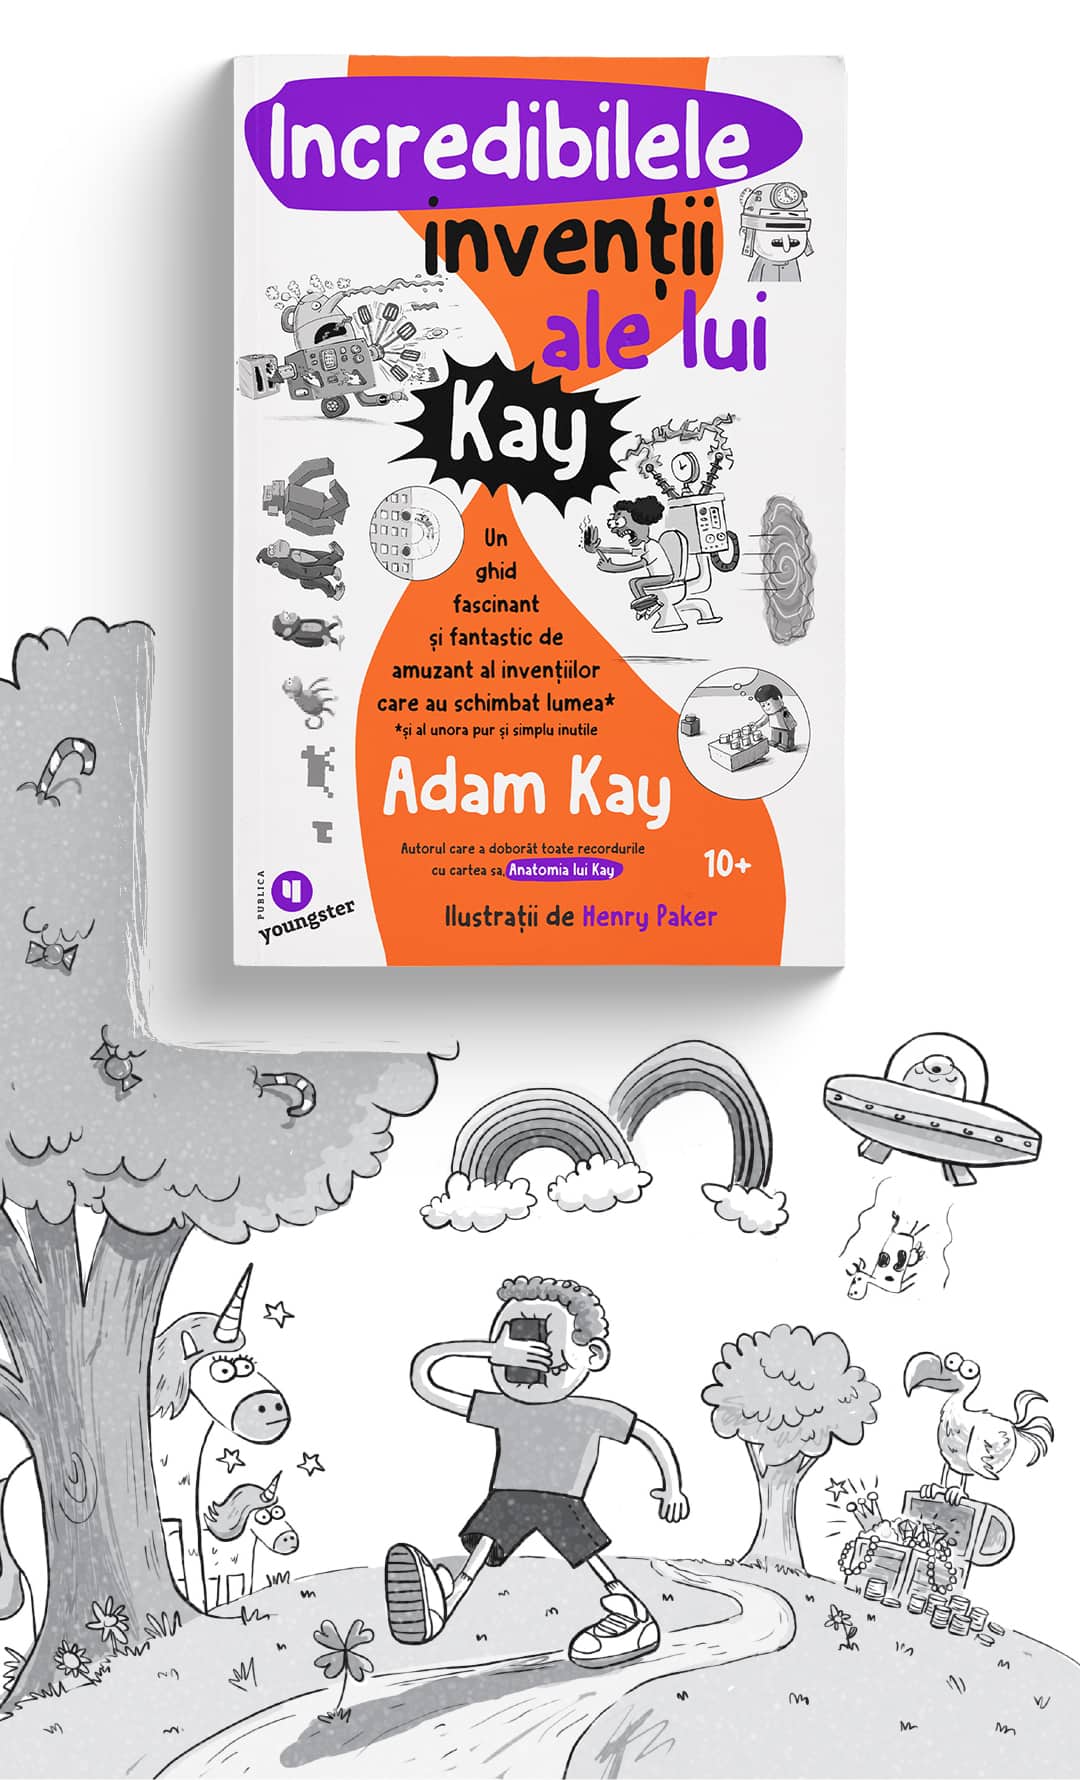 Incredibilele
invenții
ale lui
Kay
Un
ghid
fascinant
și fantastic de
amuzant al invențiilor
care au schimbat lumea*
*și al unora pur și simplu inutile
Adam Kay
Autorul care a doborât toate recordurile
cu cartea sa, Anatomia lui Kay
10+
PUBLICA
youngster
Ilustrații de Henry Paker